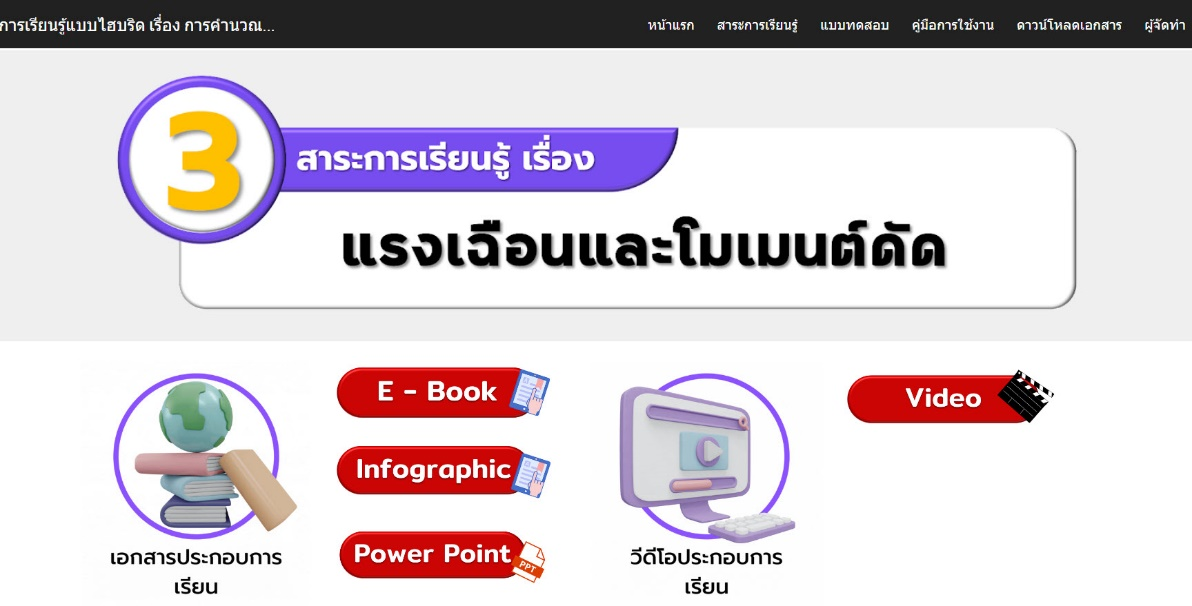 การเรียนรู้แบบไฮบริด เรื่อง การคำนวณ...
หน้าแรก สาระการเรียนรู้ แบบทดสอบ คู่มือการใช้งาน ดาวน์โหลดเอกสาร ผู้จัดทำ
3
สาระการเรียนรู้ เรื่อง
แรงเฉือนและโมเมนต์ดัด
E - Book
Infographic
Power Point
PPT
เอกสารประกอบการ
เรียน
Video
วีดีโอประกอบการ
เรียน